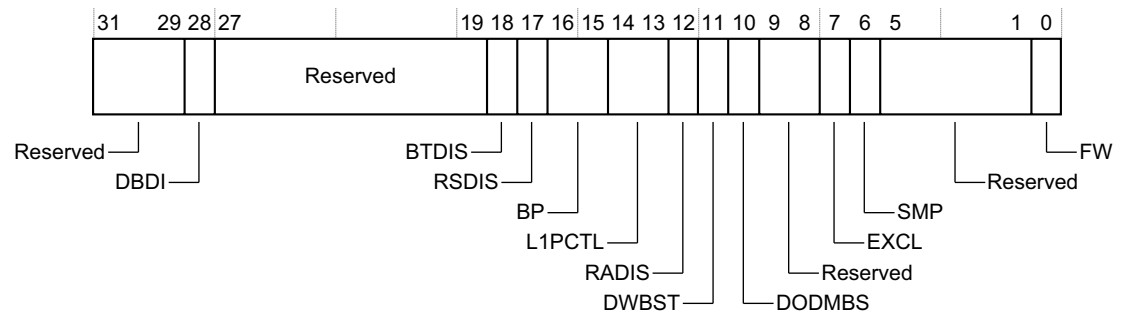 31 29 28 27 19 18 17 16 15 14 13 12 11 10 9 8 7 6 5 1 0
Reserved
Reserved BTDIS FW
DBDI RSDIS Reserved
BP SMP
L1PCTL EXCL
RADIS Reserved
DWBST DODMBS